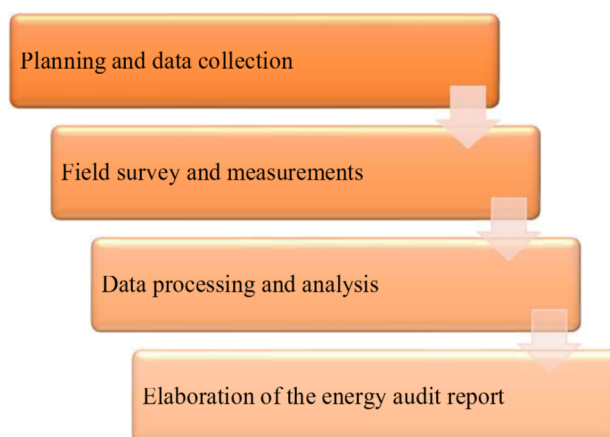 Planning and data collection
Field survey and measurements
Data processing and analysis
Elaboration of the energy audit report